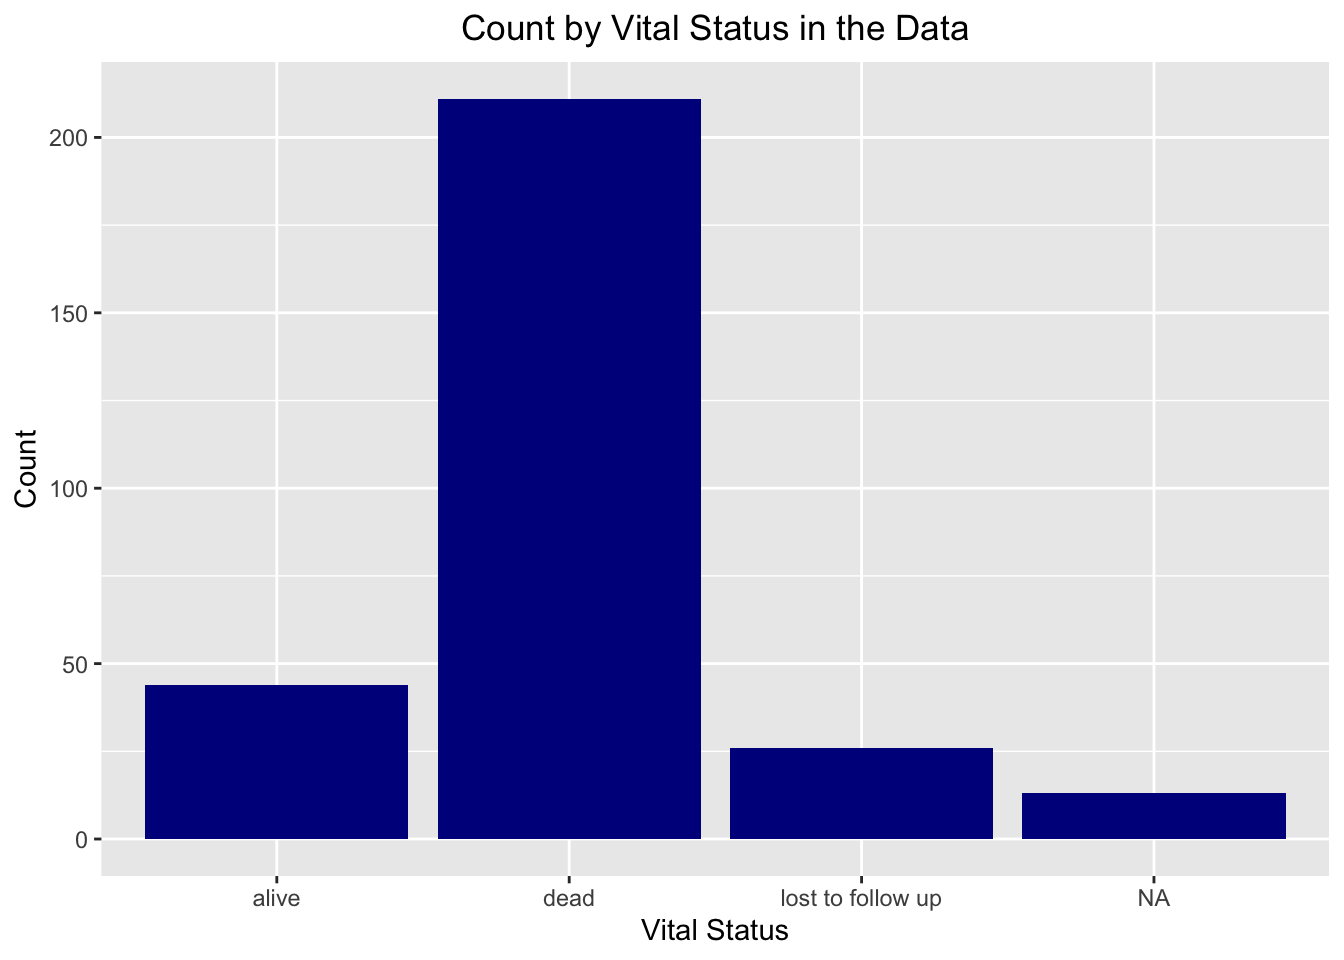 Count by Vital Status in the Data
Count
200
150
100
50
0
alive dead lost to follow up NA
Vital Status